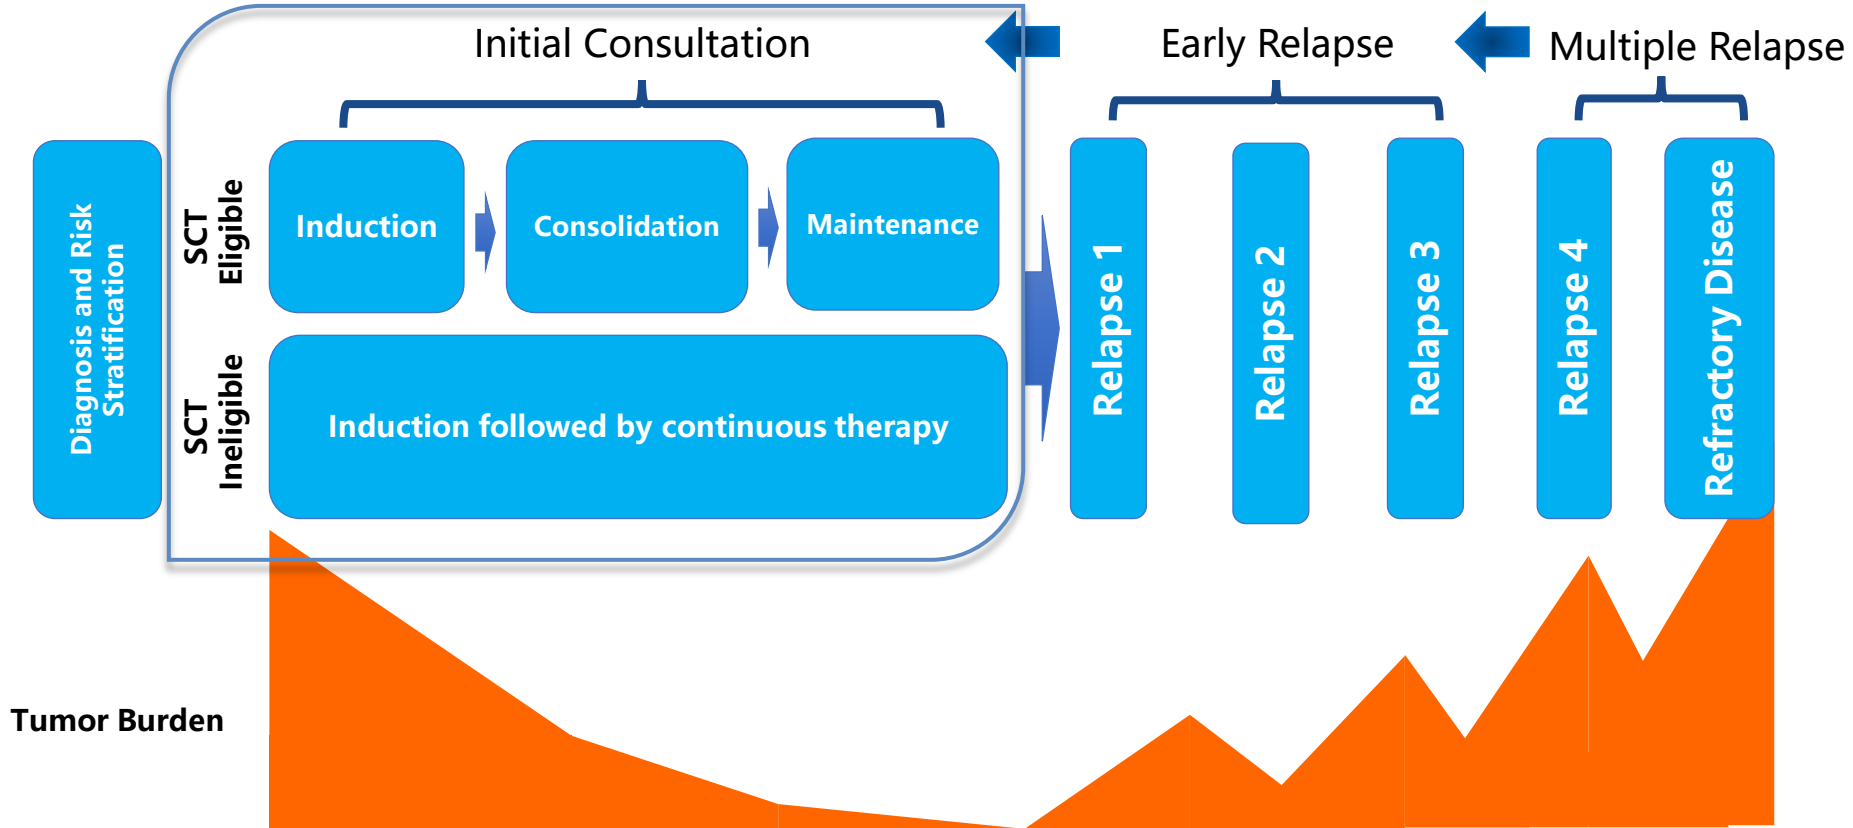 Initial Consultation
Early Relapse
Multiple Relapse
Diagnosis and Risk
Stratification
SCT
Eligible
Induction
Consolidation
Maintenance
SCT
Ineligible
Induction followed by continuous therapy
Relapse 1
Relapse 2
Relapse 3
Relapse 4
Refractory Disease
Tumor Burden